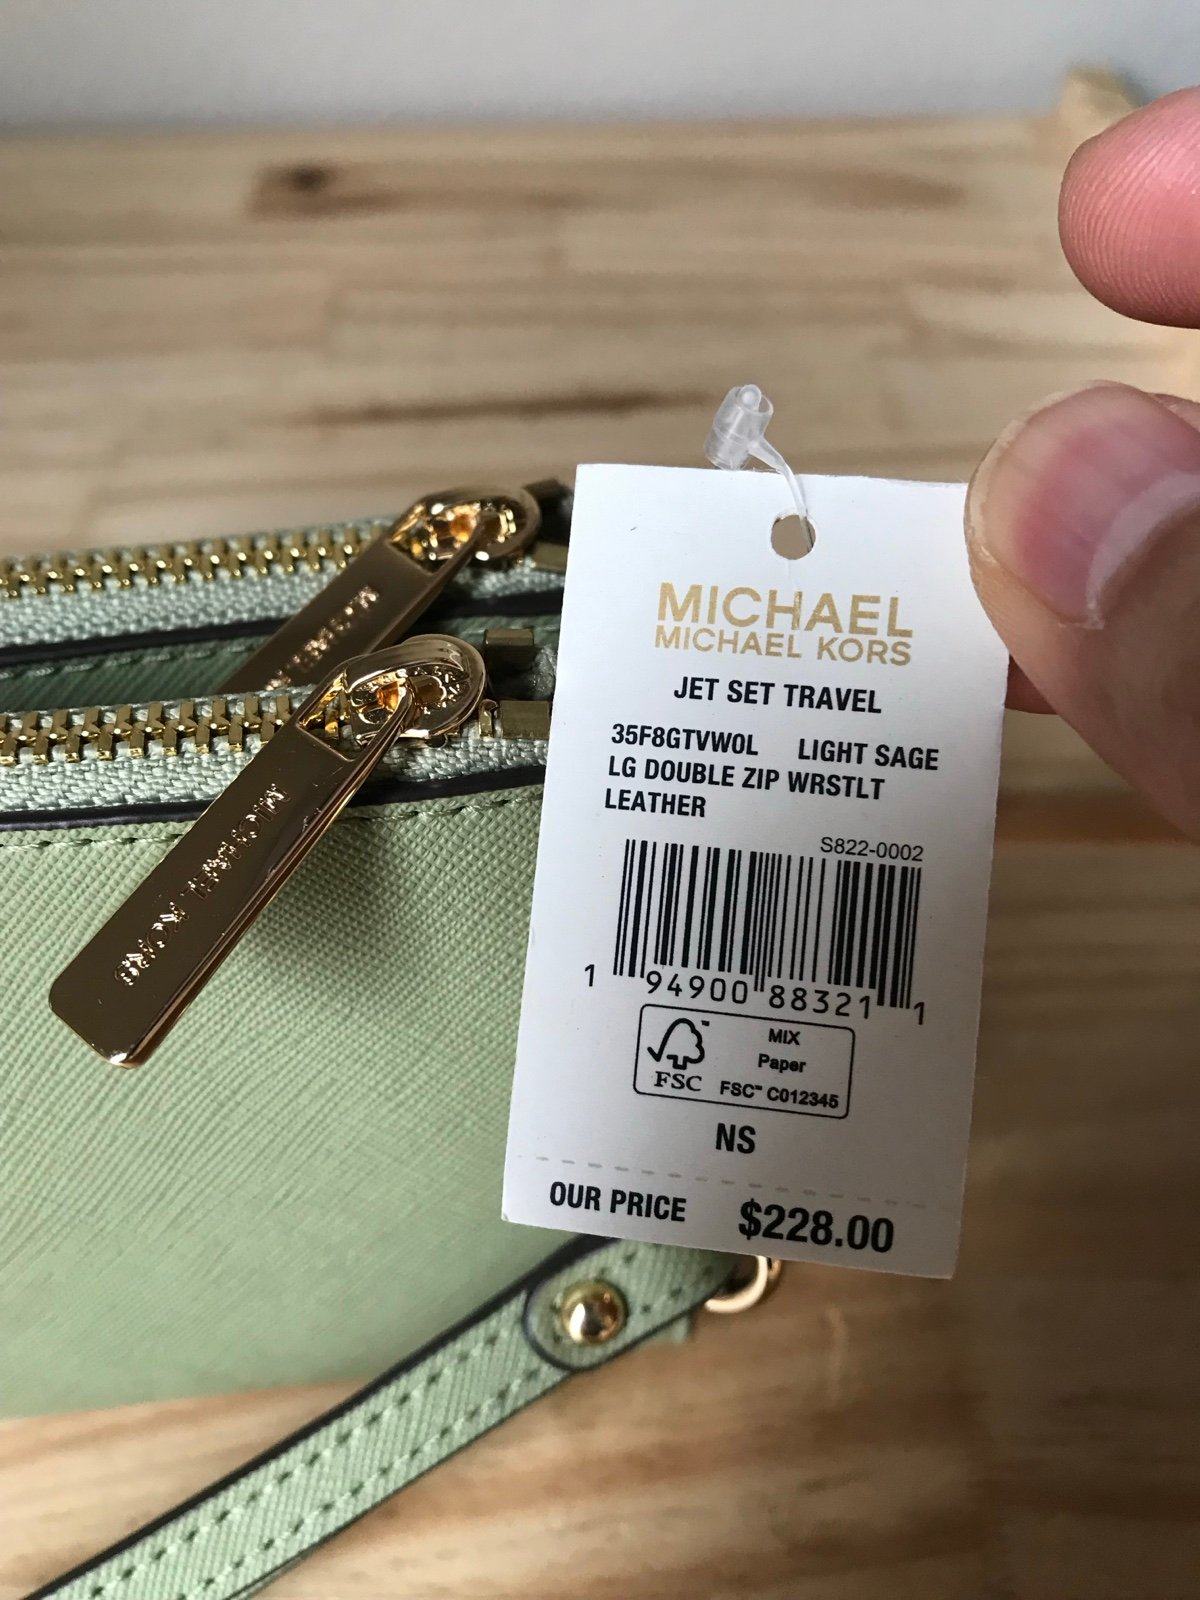 MICHAEL
MICHAEL KORS
JET SET TRAVEL
35F8GTVW0L LIGHT SAGE
LG DOUBLE ZIP WRSTLT
LEATHER
S822-0002
1 94900 88321 1
MIX
Paper
FSC™ C012345
FSC
NS
OUR PRICE $228.00
MICHAEL KORS